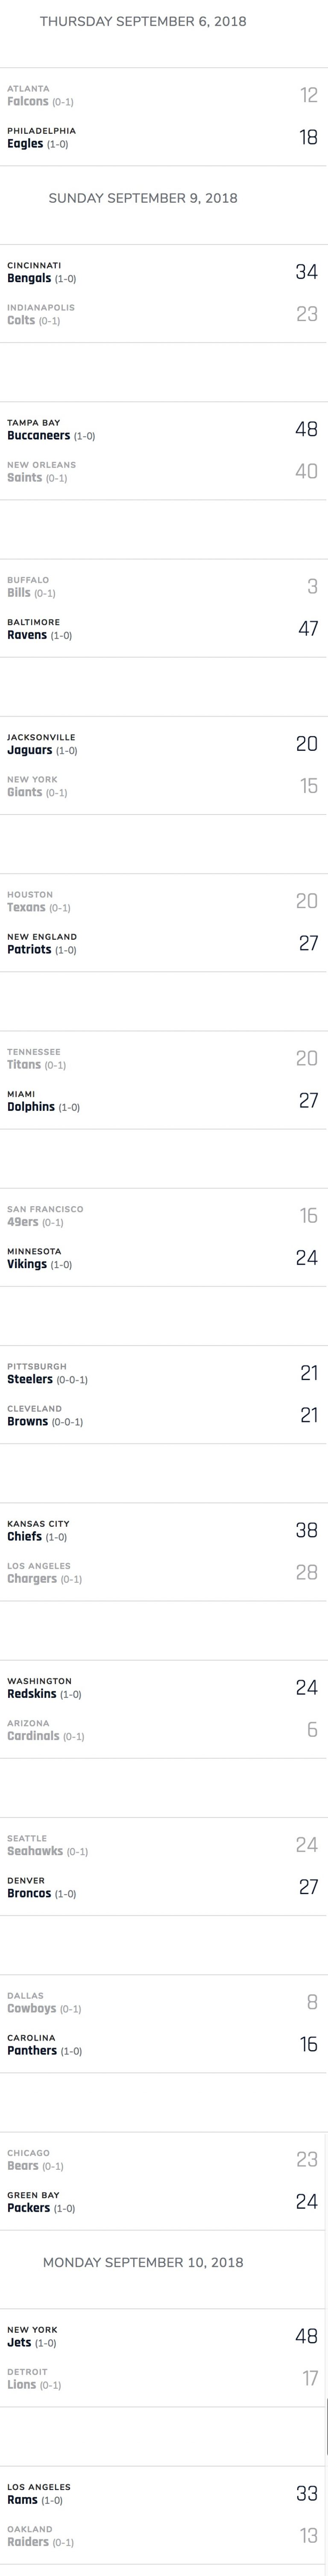 THURSDAY SEPTEMBER 6, 2018
ATLANTA
Falcons (0-1) 12
PHILADELPHIA
Eagles (1-0) 18
SUNDAY SEPTEMBER 9, 2018
CINCINNATI
Bengals (1-0) 34
INDIANAPOLIS
Colts (0-1) 23
TAMPA BAY
Buccaneers (1-0) 48
NEW ORLEANS
Saints (0-1) 40
BUFFALO
Bills (0-1) 3
BALTIMORE
Ravens (1-0) 47
JACKSONVILLE
Jaguars (1-0) 20
NEW YORK
Giants (0-1) 15
HOUSTON
Texans (0-1) 20
NEW ENGLAND
Patriots (1-0) 27
TENNESSEE
Titans (0-1) 20
MIAMI
Dolphins (1-0) 27
SAN FRANCISCO
49ers (0-1) 16
MINNESOTA
Vikings (1-0) 24
PITTSBURGH
Steelers (0-0-1) 21
CLEVELAND
Browns (0-0-1) 21
KANSAS CITY
Chiefs (1-0) 38
LOS ANGELES
Chargers (0-1) 28
WASHINGTON
Redskins (1-0) 24
ARIZONA
Cardinals (0-1) 6
SEATTLE
Seahawks (0-1) 24
DENVER
Broncos (1-0) 27
DALLAS
Cowboys (0-1) 8
CAROLINA
Panthers (1-0) 16
CHICAGO
Bears (0-1) 23
GREEN BAY
Packers (1-0) 24
MONDAY SEPTEMBER 10, 2018
NEW YORK
Jets (1-0) 48
DETROIT
Lions (0-1) 17
LOS ANGELES
Rams (1-0) 33
OAKLAND
Raiders (0-1) 13